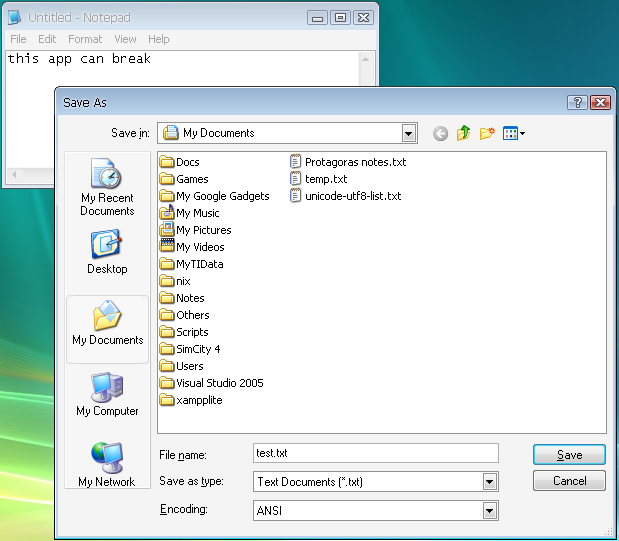 Untitled - Notepad
File Edit Format View Help
this app can break
Save As
Save in: My Documents
My Recent
Documents
Desktop
My Documents
My Computer
My Network
Docs
Games
My Google Gadgets
My Music
My Pictures
My Videos
MyTIData
nix
Notes
Others
Scripts
SimCity 4
Users
Visual Studio 2005
xampplite
Protagoras notes.txt
temp.txt
unicode-utf8-list.txt
File name: test.txt Save
Save as type: Text Documents (*.txt) Cancel
Encoding: ANSI